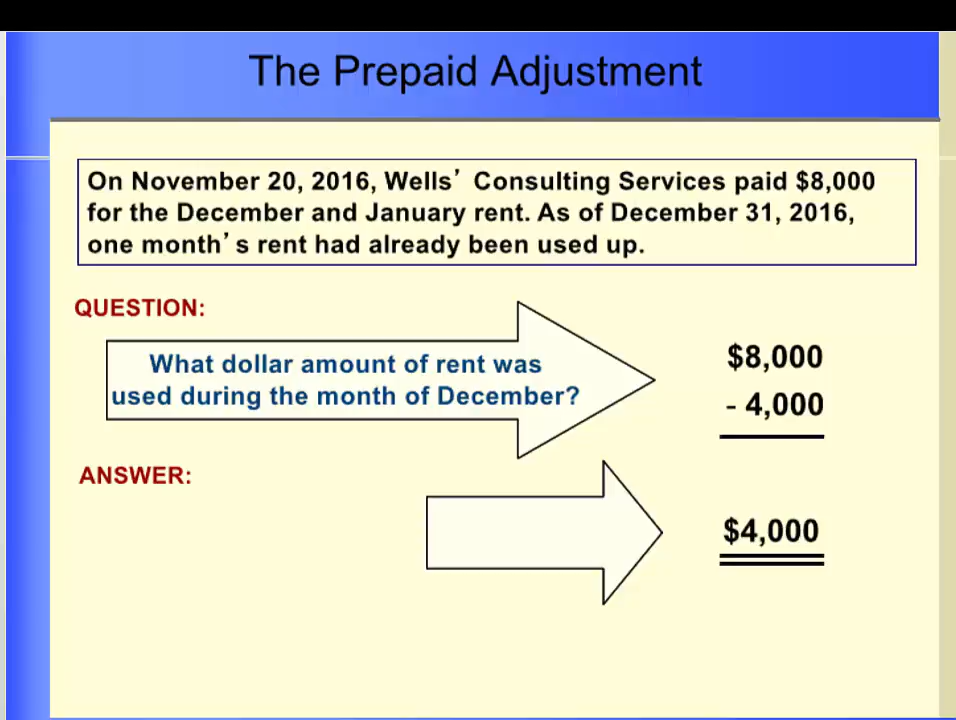 The Prepaid Adjustment
On November 20, 2016, Wells’ Consulting Services paid $8,000
for the December and January rent. As of December 31, 2016,
one month’s rent had already been used up.
QUESTION:
What dollar amount of rent was
used during the month of December?
$8,000
- 4,000
ANSWER:
$4,000